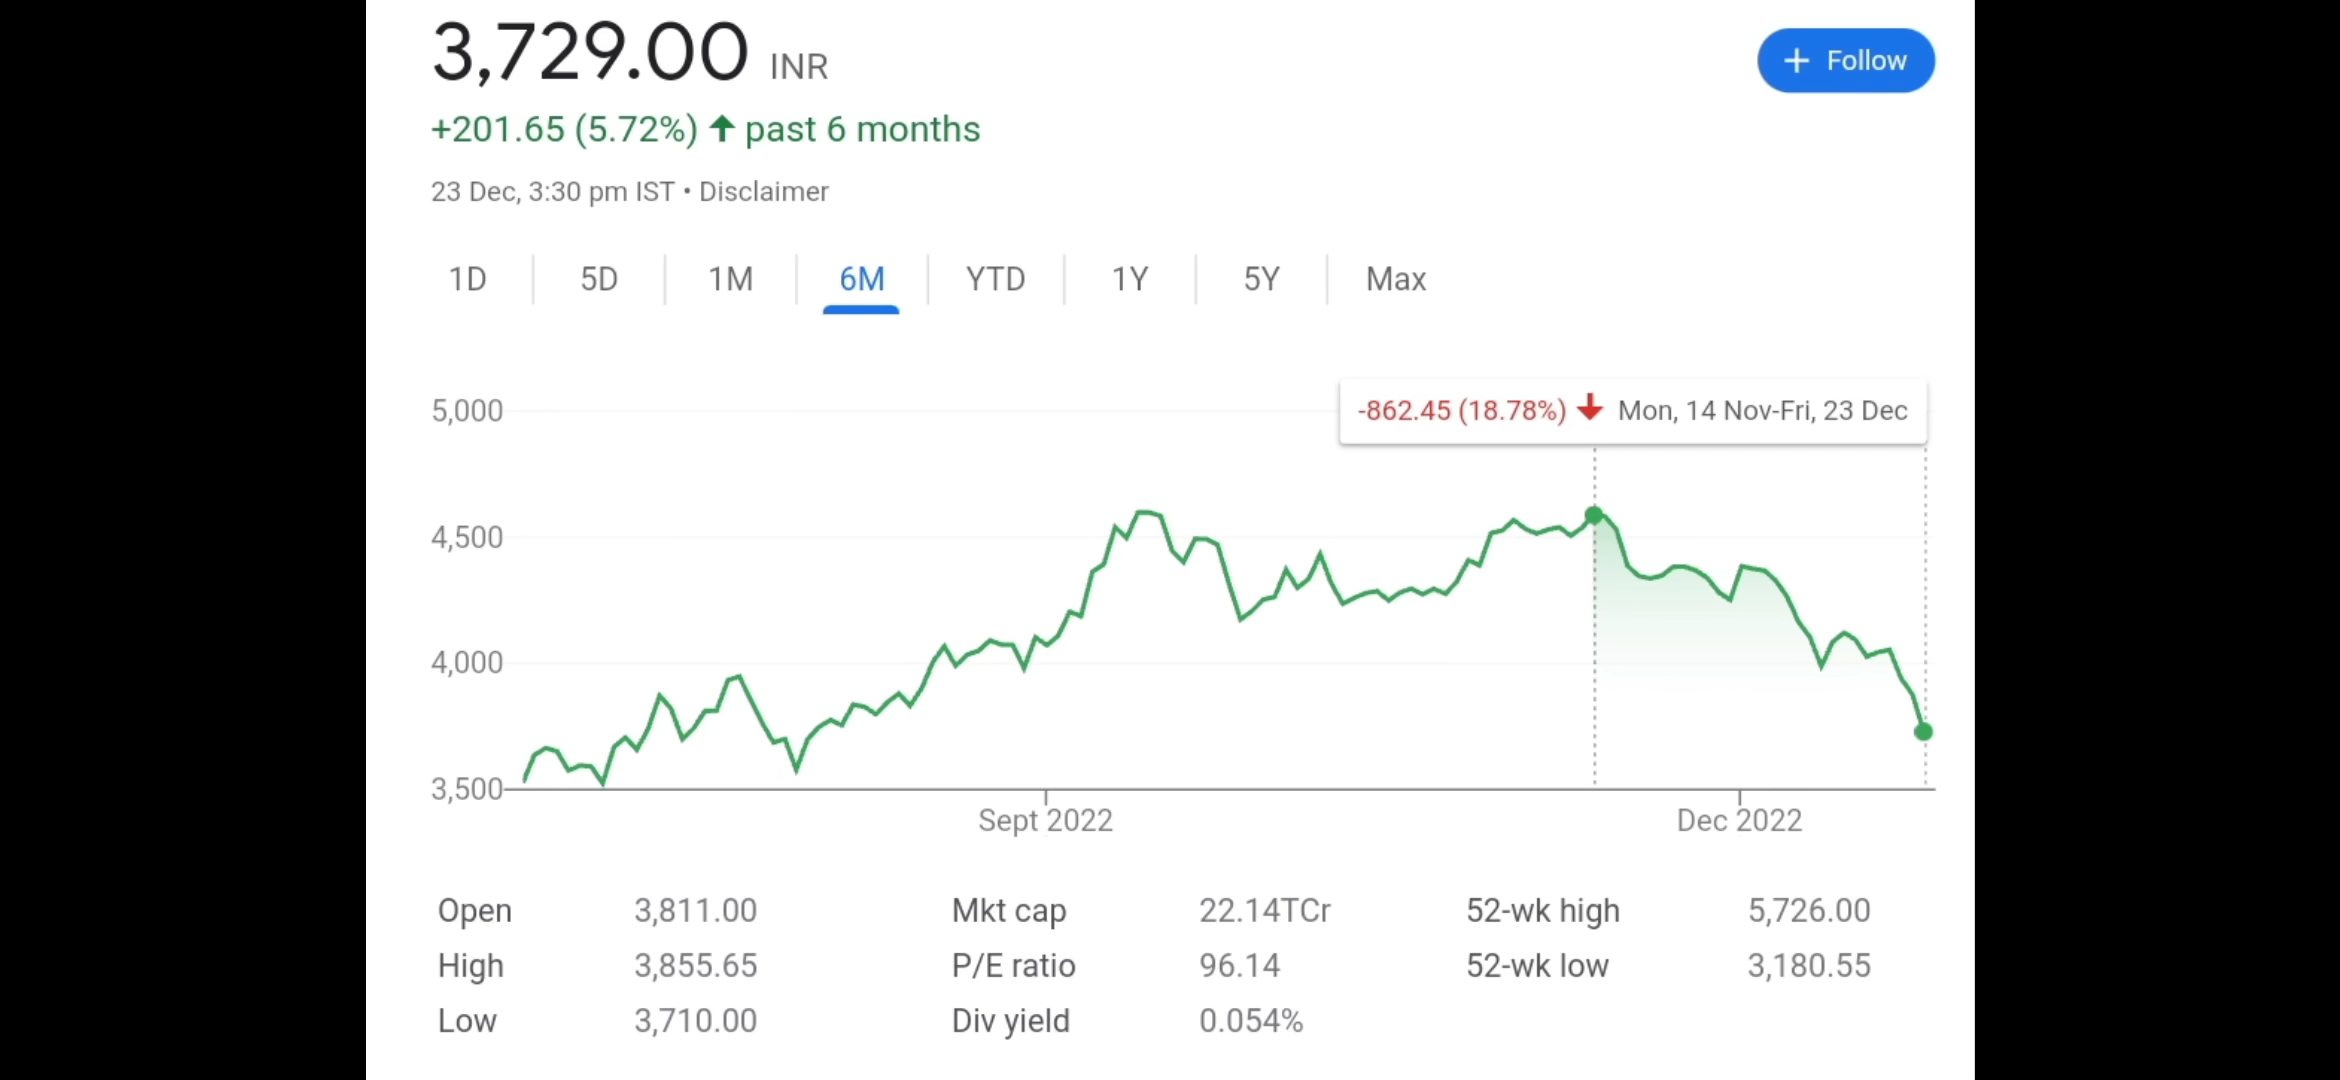 3,729.00 INR
+ Follow
+201.65 (5.72%) ↑ past 6 months
23 Dec, 3:30 pm IST • Disclaimer
1D 5D 1M 6M YTD 1Y 5Y Max
-862.45 (18.78%) ↓ Mon, 14 Nov-Fri, 23 Dec
5,000
4,500
4,000
3,500
Sept 2022 Dec 2022
Open 3,811.00 Mkt cap 22.14TCr 52-wk high 5,726.00
High 3,855.65 P/E ratio 96.14 52-wk low 3,180.55
Low 3,710.00 Div yield 0.054%